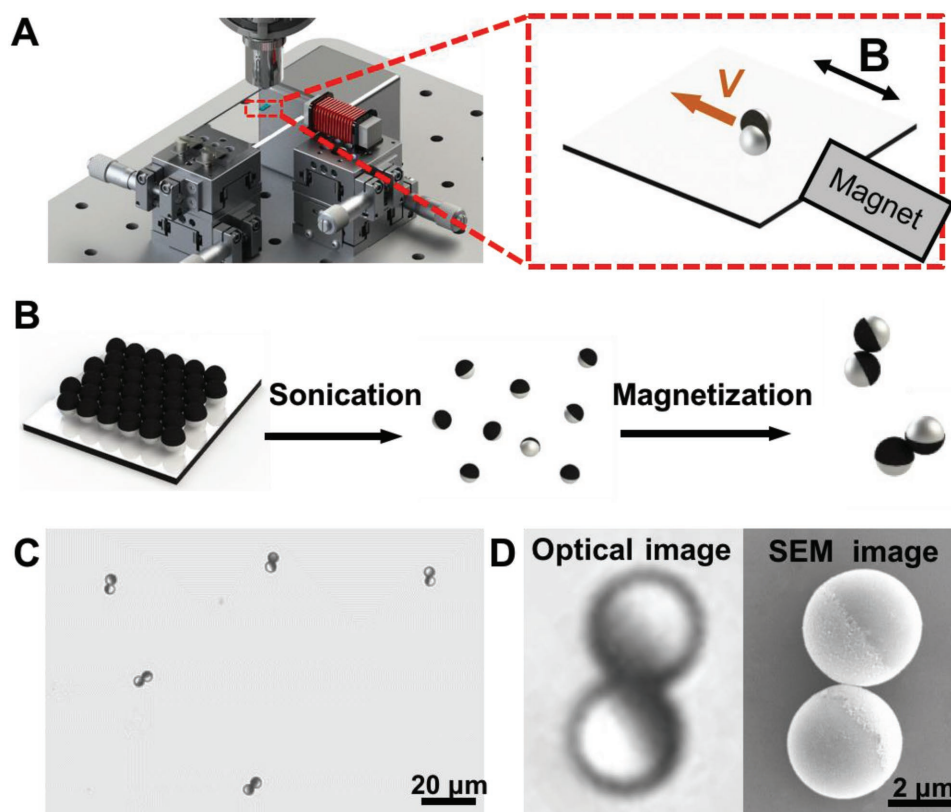 A
V
B
Magnet
B
Sonication
Magnetization
C
20 µm
D
Optical image
SEM image
2 µm